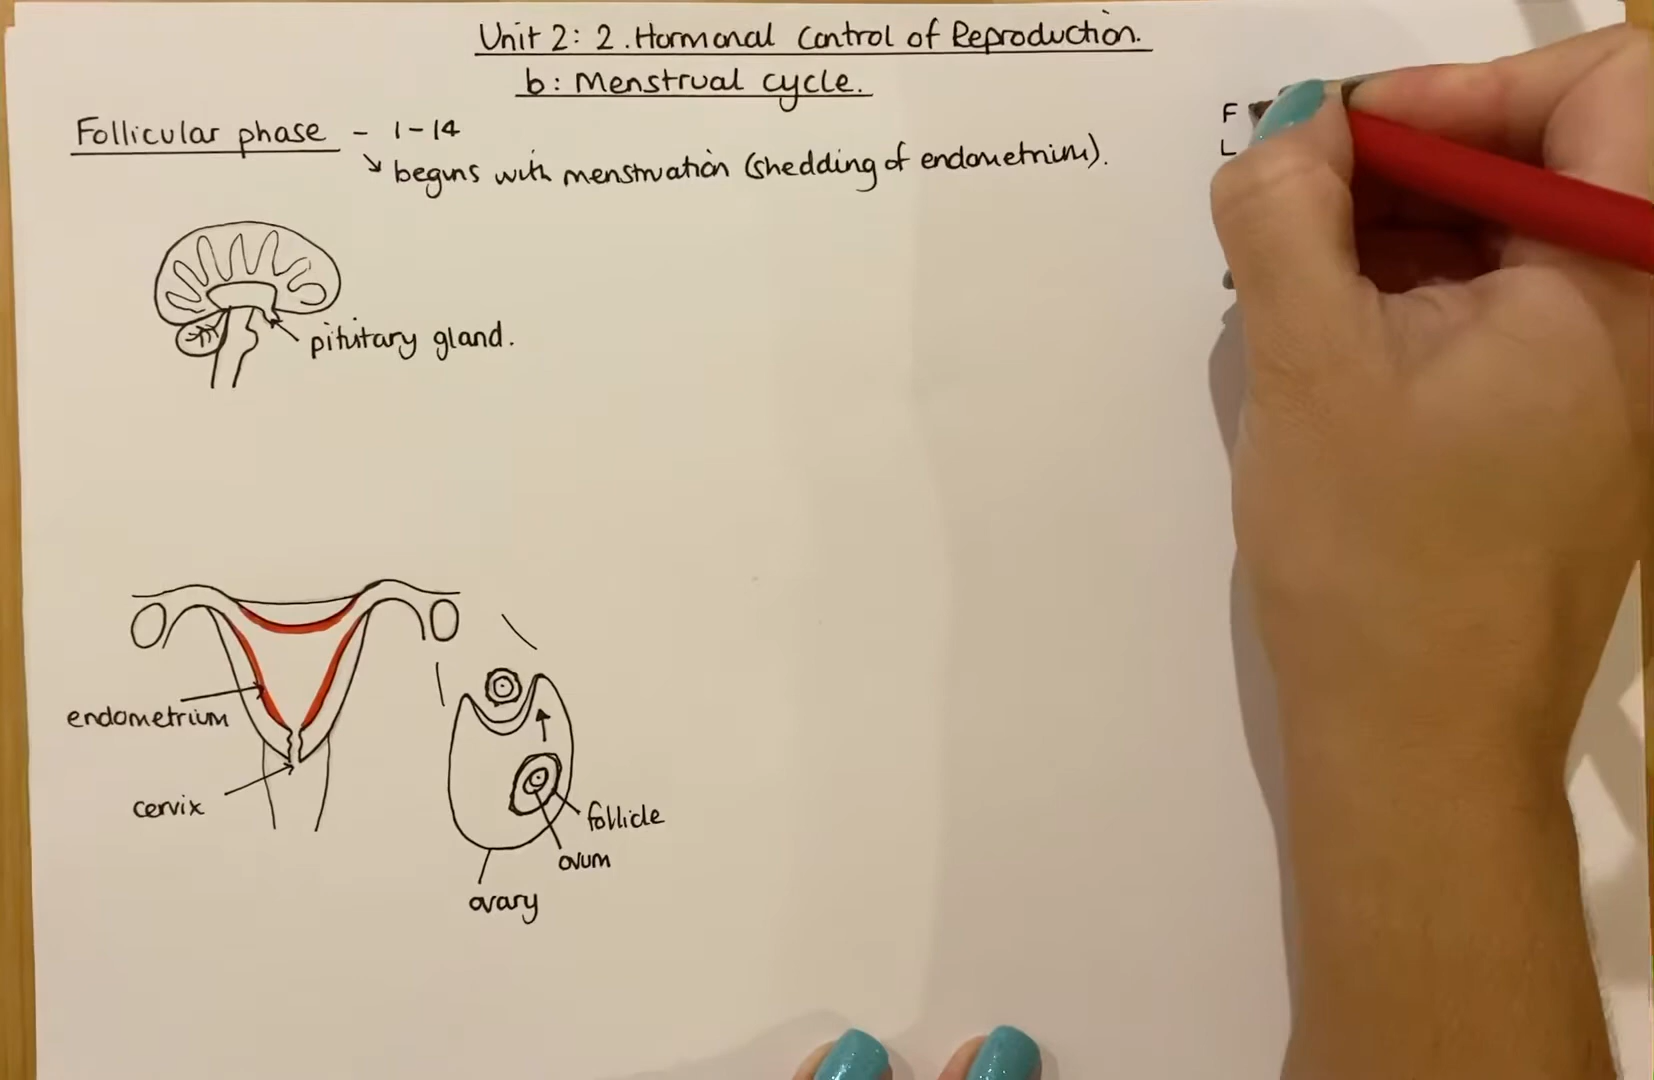 Unit 2: 2. Hormonal Control of Reproduction.
b: Menstrual cycle.
Follicular phase - 1-14
begins with menstruation (shedding of endometrium).
F
L
pituitary gland.
endometrium
cervix
follicle
ovum
ovary